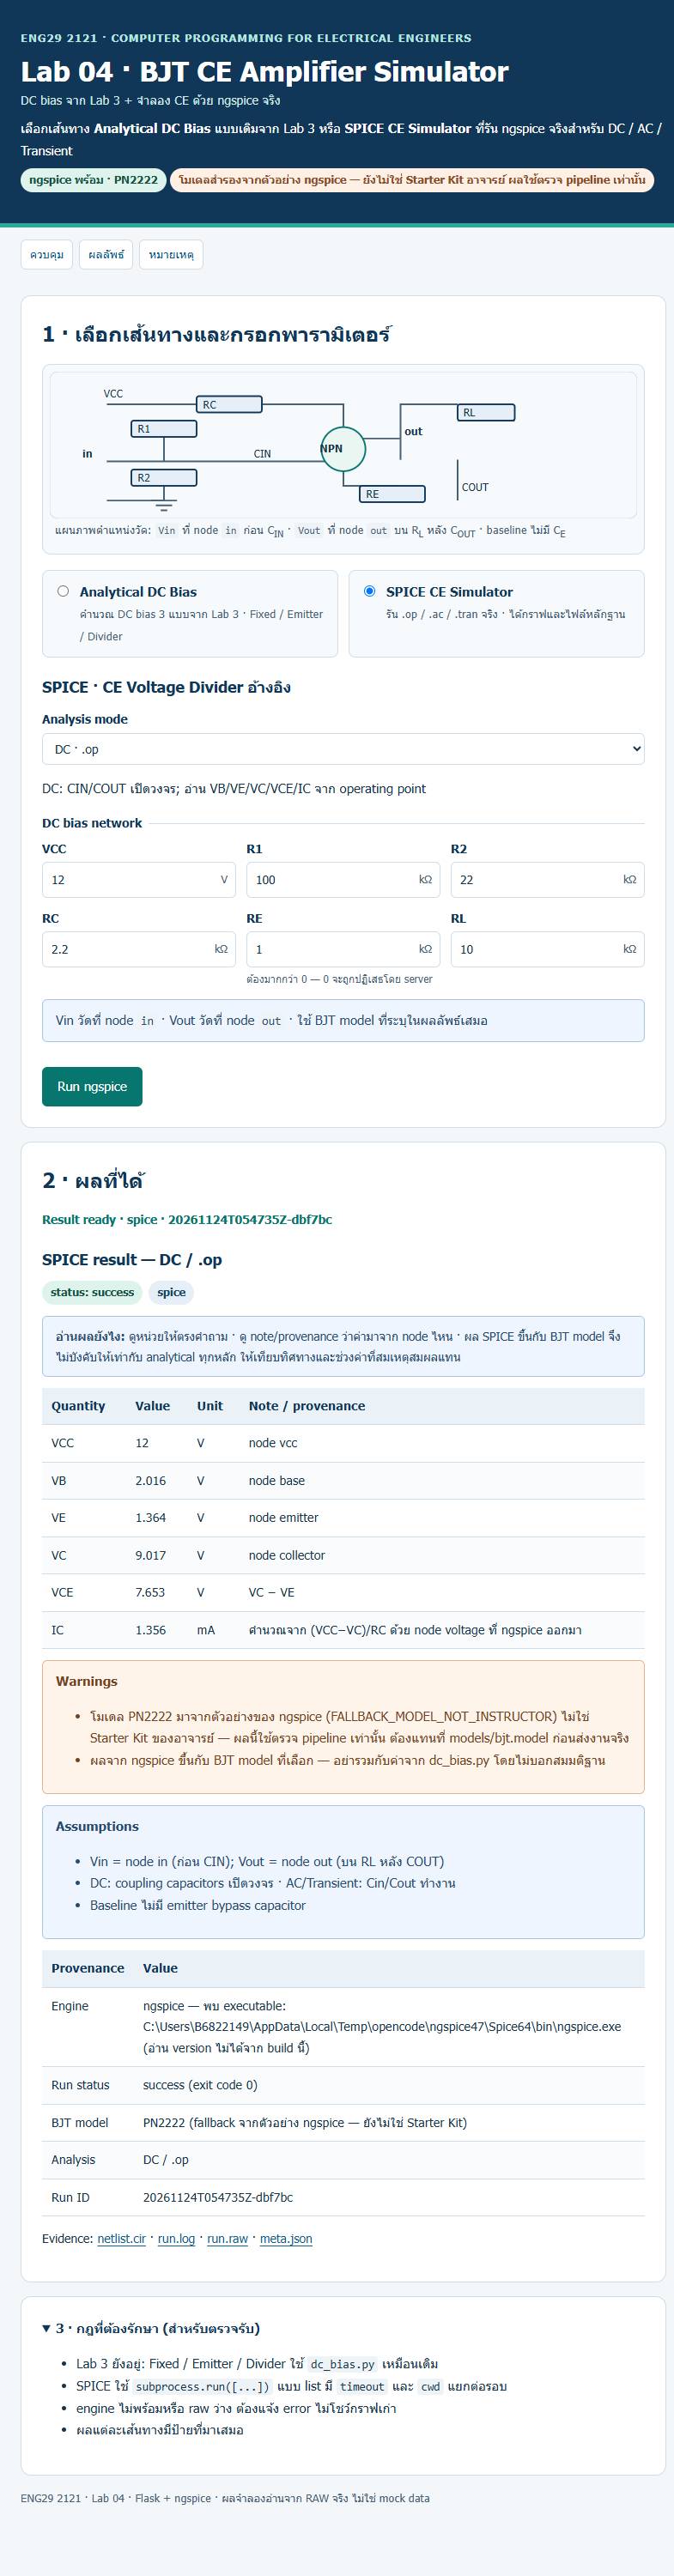 ENG29 2121 · COMPUTER PROGRAMMING FOR ELECTRICAL ENGINEERS
Lab 04 · BJT CE Amplifier Simulator
DC bias จาก Lab 3 + จำลอง CE ด้วย ngspice จริง
เลือกเส้นทาง Analytical DC Bias แบบเดิมจาก Lab 3 หรือ SPICE CE Simulator ที่รัน ngspice จริงสำหรับ DC / AC /
Transient
ngspice พร้อม · PN2222 โมเดลสำรองจากตัวอย่าง ngspice — ยังไม่ใช่ Starter Kit อาจารย์ ผลใช้ตรวจ pipeline เท่านั้น
ควบคุม ผลลัพธ์ หมายเหตุ
1 · เลือกเส้นทางและกรอกพารามิเตอร์
VCC
RC
RL
R1
out
in
CIN
NPN
R2
COUT
RE
แผนภาพตำแหน่งวัด: Vin ที่ node in ก่อน CIN · Vout ที่ node out บน RL หลัง COUT · baseline ไม่มี CE
Analytical DC Bias
คำนวณ DC bias 3 แบบจาก Lab 3 · Fixed / Emitter
/ Divider
SPICE CE Simulator
รัน .op / .ac / .tran จริง · ได้กราฟและไฟล์หลักฐาน
SPICE · CE Voltage Divider อ้างอิง
Analysis mode
DC · .op
DC: CIN/COUT เปิดวงจร; อ่าน VB/VE/VC/VCE/IC จาก operating point
DC bias network
VCC R1 R2
12 V 100 kΩ 22 kΩ
RC RE RL
2.2 kΩ 1 kΩ 10 kΩ
ต้องมากกว่า 0 — 0 จะถูกปฏิเสธโดย server
Vin วัดที่ node in · Vout วัดที่ node out · ใช้ BJT model ที่ระบุในผลลัพธ์เสมอ
Run ngspice
2 · ผลที่ได้
Result ready · spice · 20261124T054735Z-dbf7bc
SPICE result — DC / .op
status: success spice
อ่านผลยังไง: ดูหน่วยให้ตรงคำถาม · ดู note/provenance ว่าค่ามาจาก node ไหน · ผล SPICE ขึ้นกับ BJT model จึง
ไม่บังคับให้เท่ากับ analytical ทุกหลัก ให้เทียบทิศทางและช่วงค่าที่สมเหตุสมผลแทน
Quantity Value Unit Note / provenance
VCC 12 V node vcc
VB 2.016 V node base
VE 1.364 V node emitter
VC 9.017 V node collector
VCE 7.653 V VC − VE
IC 1.356 mA คำนวณจาก (VCC−VC)/RC ด้วย node voltage ที่ ngspice ออกมา
Warnings
• โมเดล PN2222 มาจากตัวอย่างของ ngspice (FALLBACK_MODEL_NOT_INSTRUCTOR) ไม่ใช่
Starter Kit ของอาจารย์ — ผลนี้ใช้ตรวจ pipeline เท่านั้น ต้องแทนที่ models/bjt.model ก่อนส่งงานจริง
• ผลจาก ngspice ขึ้นกับ BJT model ที่เลือก — อย่ารวมกับค่าจาก dc_bias.py โดยไม่บอกสมมติฐาน
Assumptions
• Vin = node in (ก่อน CIN); Vout = node out (บน RL หลัง COUT)
• DC: coupling capacitors เปิดวงจร · AC/Transient: Cin/Cout ทำงาน
• Baseline ไม่มี emitter bypass capacitor
Provenance Value
Engine ngspice — พบ executable:
C:\Users\B6822149\AppData\Local\Temp\opencode\ngspice47\Spice64\bin\ngspice.exe
(อ่าน version ไม่ได้จาก build นี้)
Run status success (exit code 0)
BJT model PN2222 (fallback จากตัวอย่าง ngspice — ยังไม่ใช่ Starter Kit)
Analysis DC / .op
Run ID 20261124T054735Z-dbf7bc
Evidence: netlist.cir · run.log · run.raw · meta.json
▼ 3 · กฎที่ต้องรักษา (สำหรับตรวจรับ)
• Lab 3 ยังอยู่: Fixed / Emitter / Divider ใช้ dc_bias.py เหมือนเดิม
• SPICE ใช้ subprocess.run([...]) แบบ list มี timeout และ cwd แยกต่อรอบ
• engine ไม่พร้อมหรือ raw ว่าง ต้องแจ้ง error ไม่โชว์กราฟเก่า
• ผลแต่ละเส้นทางมีป้ายที่มาเสมอ
ENG29 2121 · Lab 04 · Flask + ngspice · ผลจำลองอ่านจาก RAW จริง ไม่ใช่ mock data